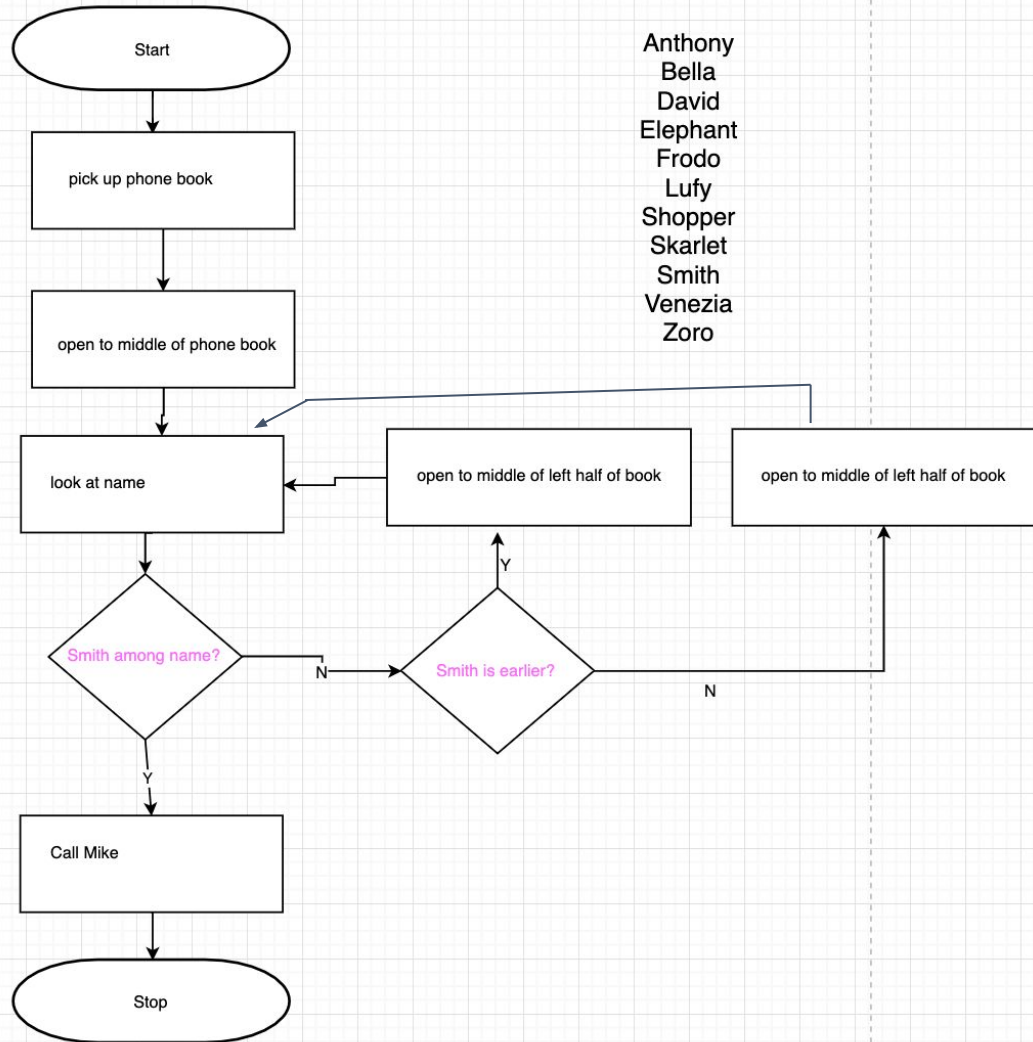 Start
pick up phone book
open to middle of phone book
look at name
open to middle of left half of book
open to middle of left half of book
Y
Smith among name?
N
Smith is earlier?
N
Y
Call Mike
Stop
Anthony
Bella
David
Elephant
Frodo
Lufy
Shopper
Skarlet
Smith
Venezia
Zoro